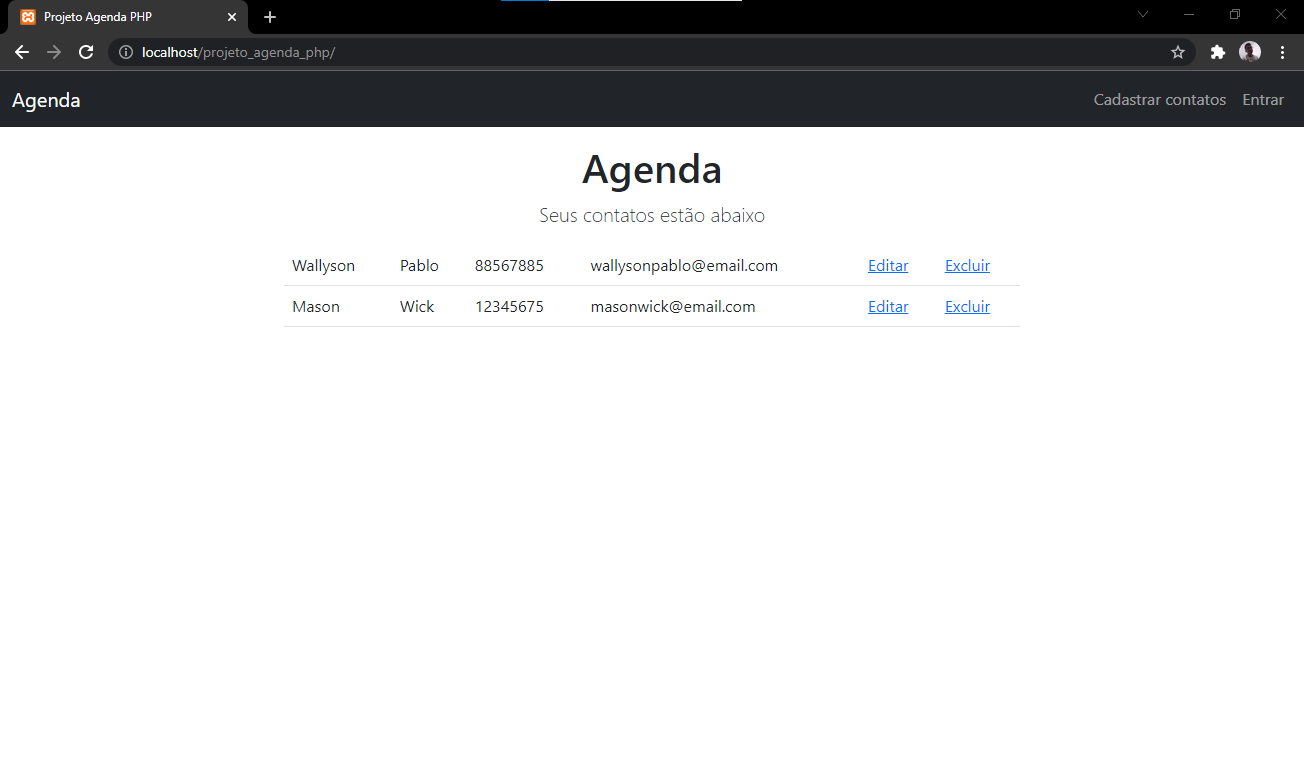 Projeto Agenda PHP
localhost/projeto_agenda_php/
Agenda Cadastrar contatos Entrar
Agenda
Seus contatos estão abaixo
Wallyson Pablo 88567885 wallysonpablo@email.com Editar Excluir
Mason Wick 12345675 masonwick@email.com Editar Excluir